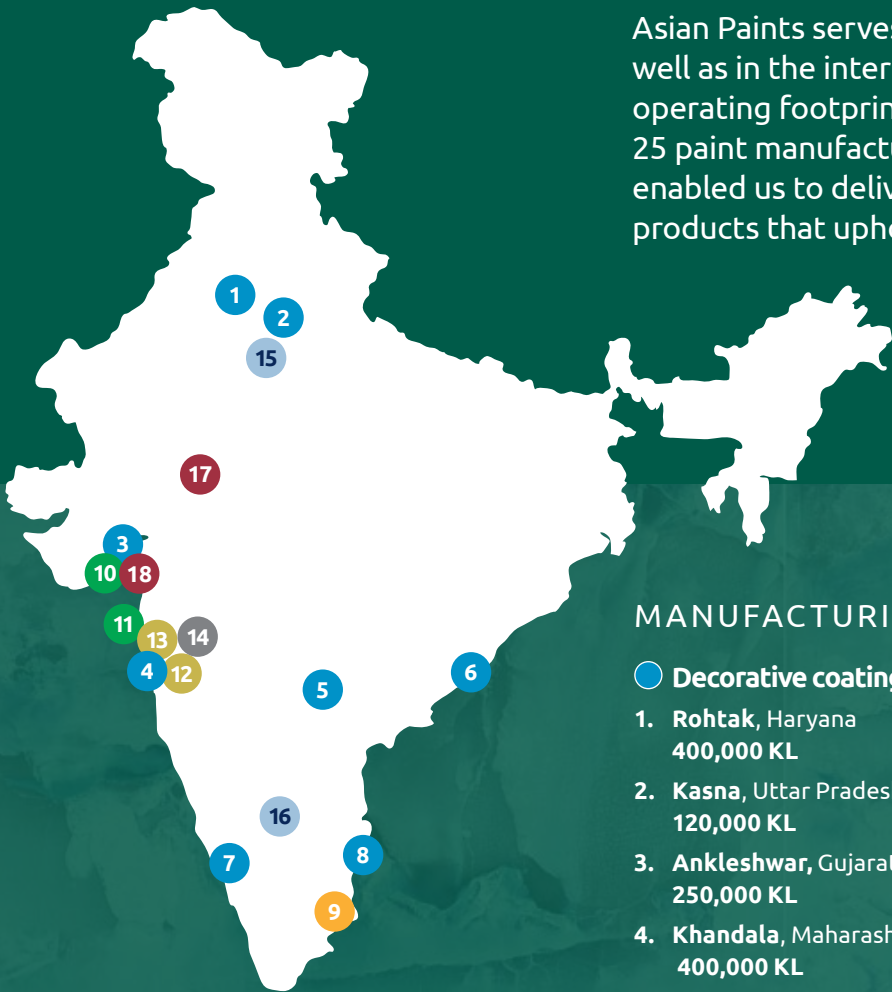 Asian Paints serves
well as in the inter
operating footprin
25 paint manufactu
enabled us to deliv
products that uphe
1
2
15
17
3
10 18
11
13 14
4 12
5
6
16
7
8
9
MANUFACTURI
Decorative coating
1. Rohtak, Haryana
400,000 KL
2. Kasna, Uttar Prades
120,000 KL
3. Ankleshwar, Gujarat
250,000 KL
4. Khandala, Maharash
400,000 KL